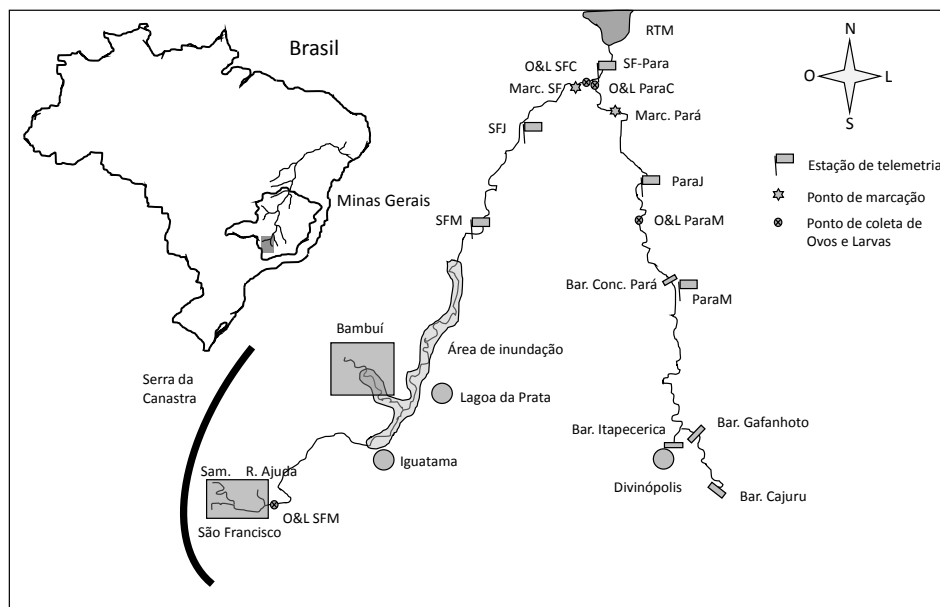 Brasil
Minas Gerais
RTM
SF-Para
O&L SFC
Marc. SF
O&L ParaC
Marc. Pará
SFJ
ParaJ
SFM
O&L ParaM
Bar. Conc. Pará
ParaM
N
O
L
S
Estação de telemetria
Ponto de marcação
Ponto de coleta de
Ovos e Larvas
Bambuí
Área de inundação
Serra da
Canastra
Lagoa da Prata
Iguatama
Bar. Itapecerica
Bar. Gafanhoto
Divinópolis
Bar. Cajuru
Sam.
R. Ajuda
O&L SFM
São Francisco